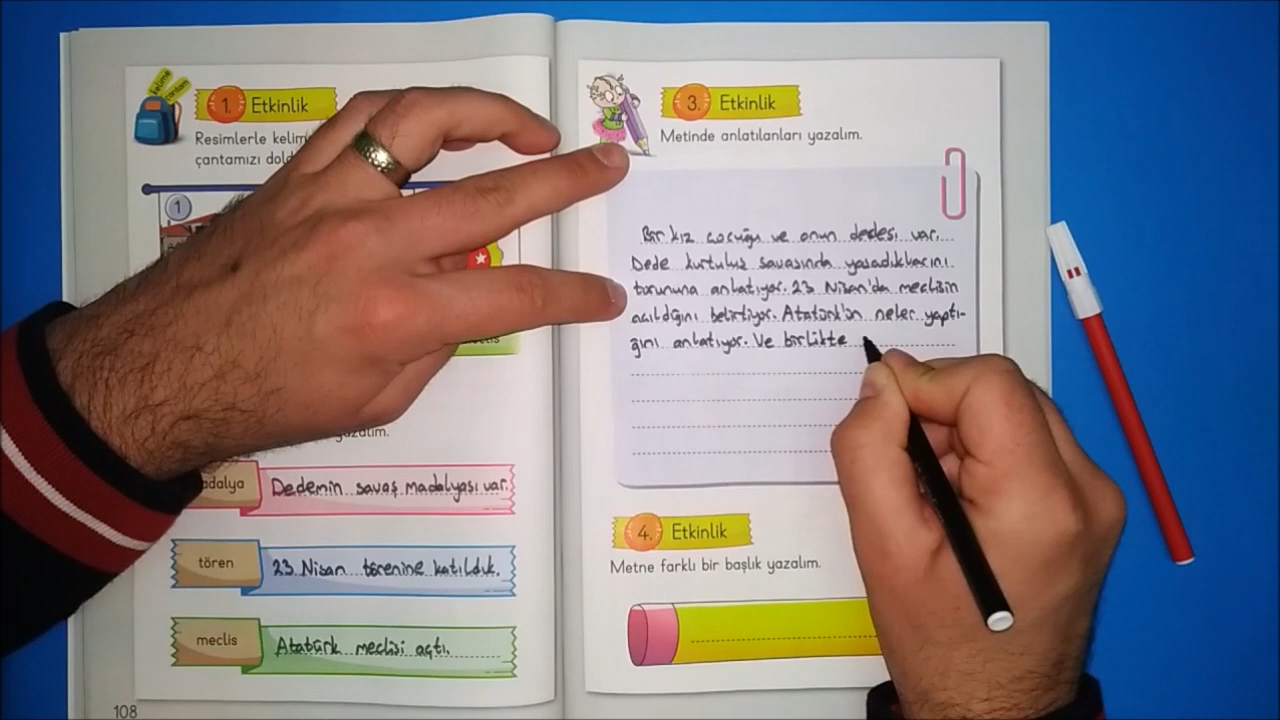 kelime
1. Etkinlik
Resimlerle kelim
çantamızı dold
1
yazalım.
adalya
Dedemin savaş madalyası var.
tören
23 Nisan törenine katıldık.
meclis
Atatürk meclisi açtı.
108
3. Etkinlik
Metinde anlatılanları yazalım.
Bir kız çocuğu ve onun dedesi var.
Dede kurtuluş savaşında yaşadıklarını
torununa anlatıyor. 23 Nisan'da meclisin
açıldığını belirtiyor. Atatürk'ün neler yaptı-
ğını anlatıyor. Ve birlikte
4. Etkinlik
Metne farklı bir başlık yazalım.